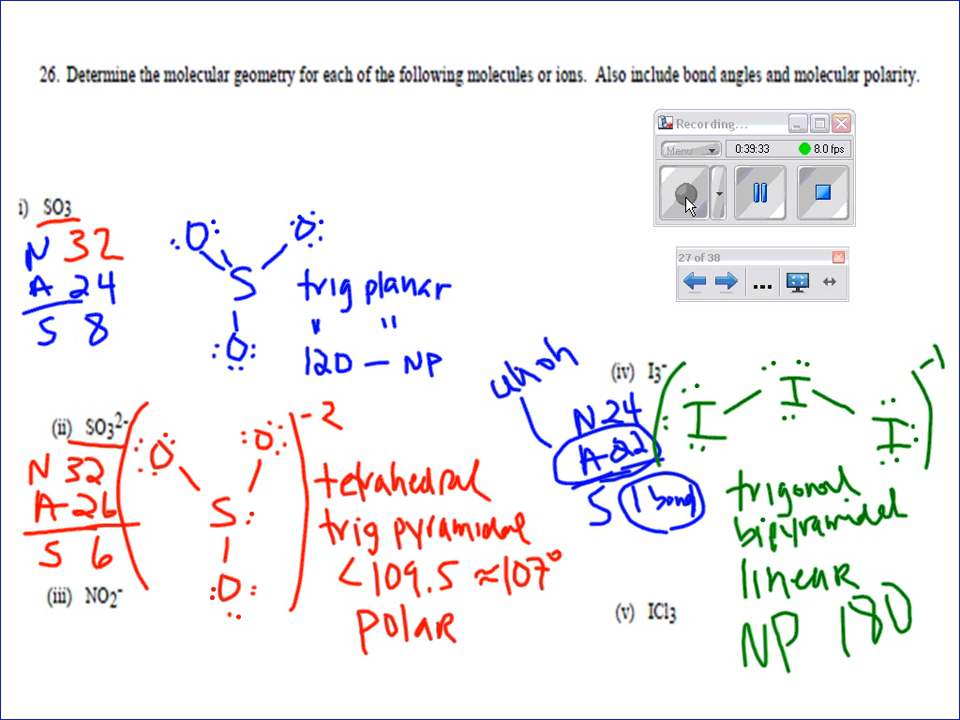 26. Determine the molecular geometry for each of the following molecules or ions. Also include bond angles and molecular polarity.
Recording...
Menu
0:39:33
8.0 fps
27 of 38
...
i) SO3
N 32
A 24
S 8
O
O
S
O
trig planar
" "
120 - NP
(ii) SO3 2-
N 32
A-26
S 6
O
O
S
O
-2
tetrahedral
trig pyramidal
<109.5 ≈107°
polar
(iii) NO2-
uh oh
(iv) I3-
N 24
A-22
S 1 bond
I
I
I
-1
trigonal
bipyramidal
linear
NP 180
(v) ICl3